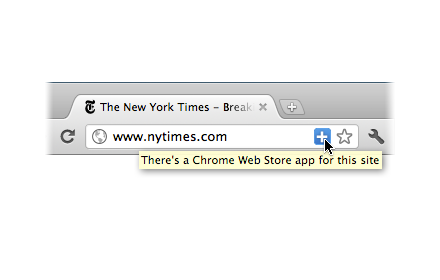 The New York Times – Break
www.nytimes.com
There's a Chrome Web Store app for this site